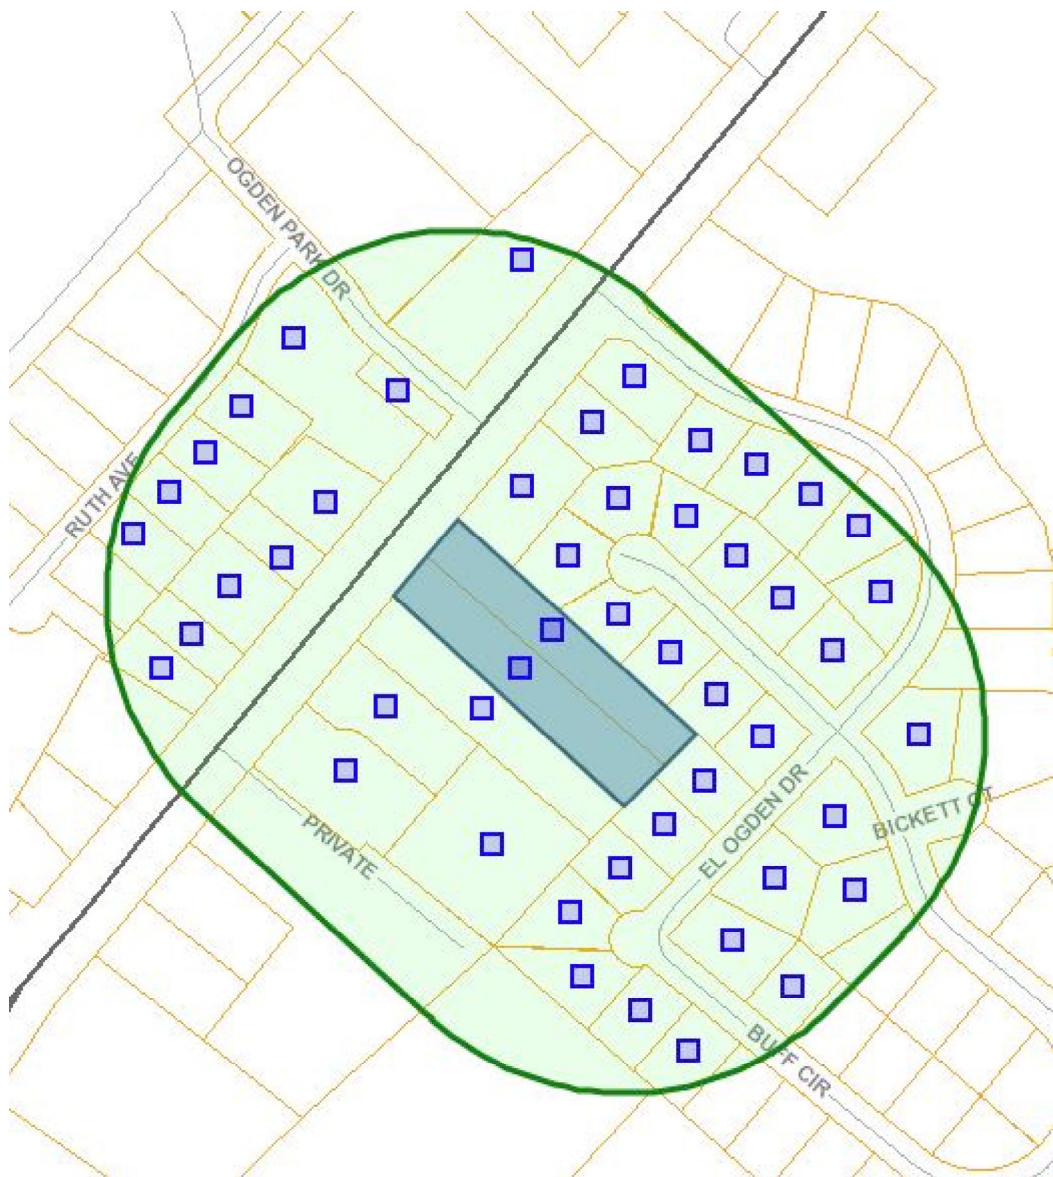 OGDEN PARK DR
RUTH AVE
PRIVATE
EL OGDEN DR
BICKETT CT
BUFF CIR